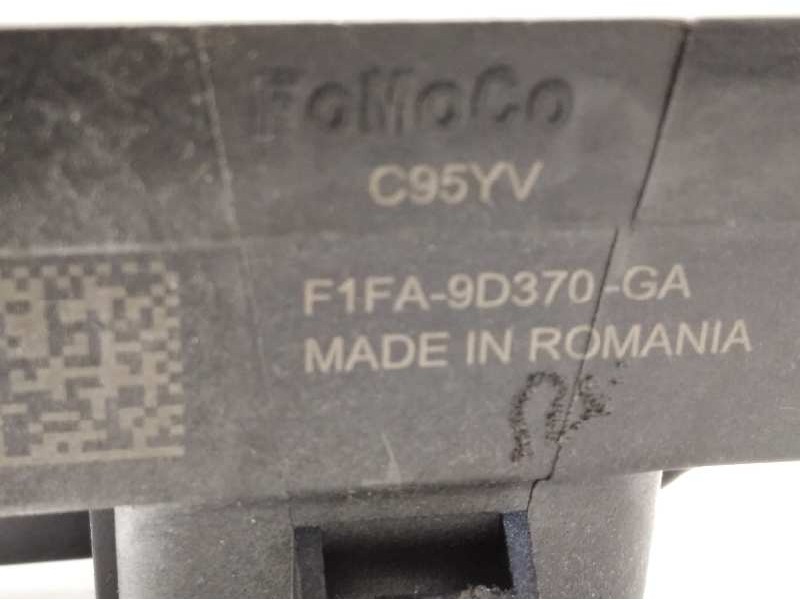 FoMoCo
C95YV
F1FA-9D370-GA
MADE IN ROMANIA